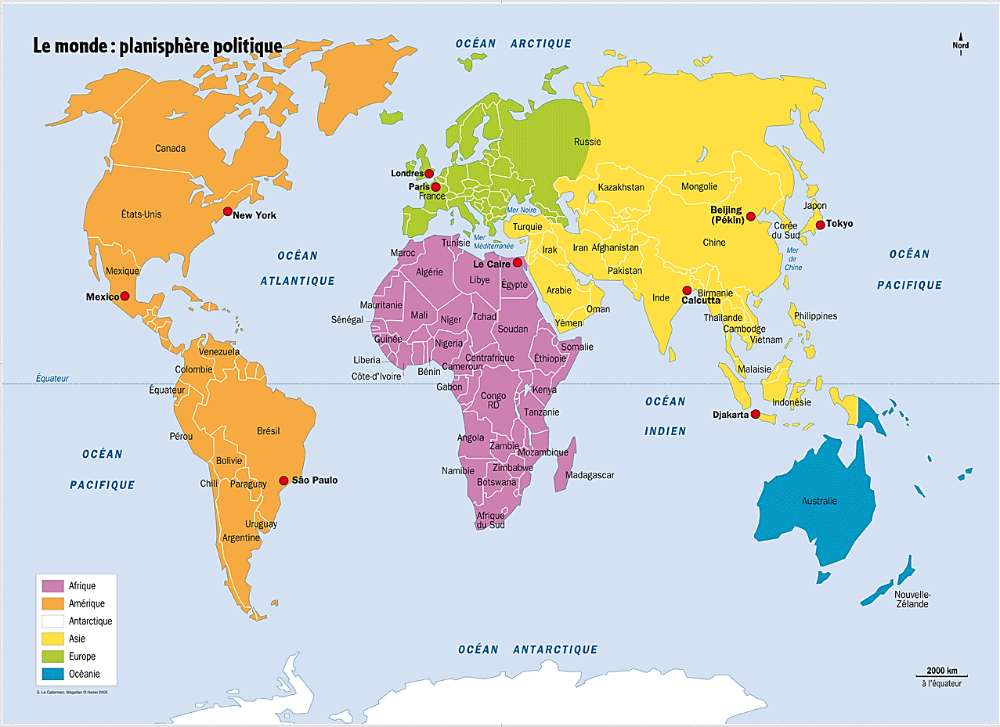 Le monde : planisphère politique
OCÉAN ARCTIQUE
Nord
Canada
Russie
Londres
Paris
France
Kazakhstan
Mongolie
États-Unis
New York
Mer Noire
Turquie
Beijing
(Pékin)
Japon
Corée
du Sud
Tokyo
Chine
Mer
de
Chine
OCÉAN
ATLANTIQUE
OCÉAN
PACIFIQUE
Tunisie
Mer
Méditerranée
Maroc
Algérie
Libye
Le Caire
Égypte
Irak
Iran
Afghanistan
Pakistan
Mexique
Mexico
Arabie
Oman
Yémen
Inde
Calcutta
Birmanie
Thaïlande
Cambodge
Vietnam
Philippines
Mauritanie
Sénégal
Mali
Niger
Tchad
Soudan
Guinée
Nigeria
Somalie
Liberia
Côte-d'Ivoire
Bénin
Cameroun
Centrafrique
Éthiopie
Venezuela
Colombie
Malaisie
Équateur
Équateur
Gabon
Congo
RD
Kenya
Tanzanie
OCÉAN
INDIEN
Indonésie
Djakarta
Pérou
Brésil
Angola
Zambie
Mozambique
OCÉAN
PACIFIQUE
Bolivie
Namibie
Zimbabwe
Botswana
Madagascar
Chili
Paraguay
São Paulo
Uruguay
Argentine
Afrique
du Sud
Australie
Nouvelle-
Zélande
Afrique
Amérique
Antarctique
Asie
Europe
Océanie
OCÉAN ANTARCTIQUE
2000 km
à l'équateur
S. Le Callennec, Magellan © Hatier 2005